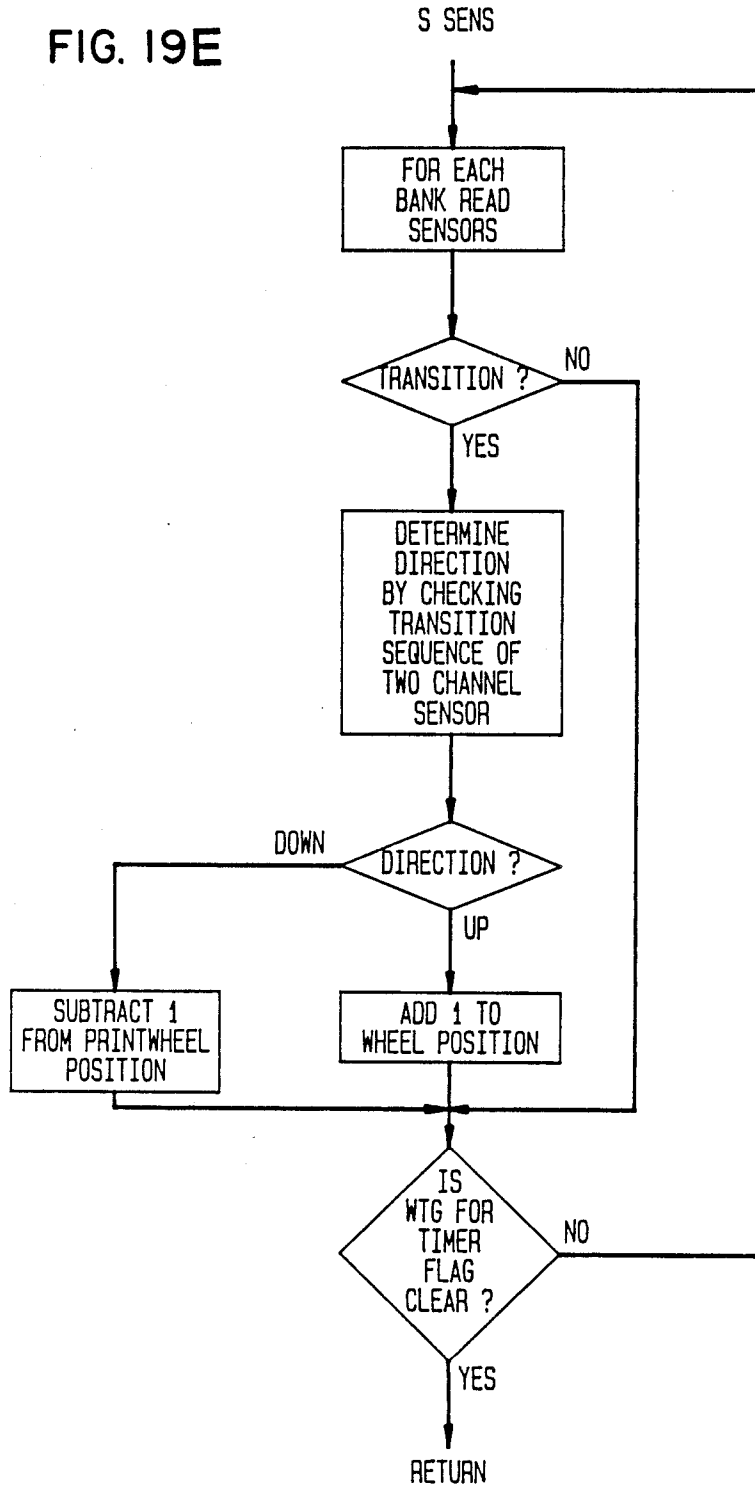 FIG. 19E
S SENS
FOR EACH
BANK READ
SENSORS
TRANSITION ?
NO
YES
DETERMINE
DIRECTION
BY CHECKING
TRANSITION
SEQUENCE OF
TWO CHANNEL
SENSOR
DOWN
DIRECTION ?
UP
SUBTRACT 1
FROM PRINTWHEEL
POSITION
ADD 1 TO
WHEEL POSITION
IS
WTG FOR
TIMER
FLAG
CLEAR ?
NO
YES
RETURN